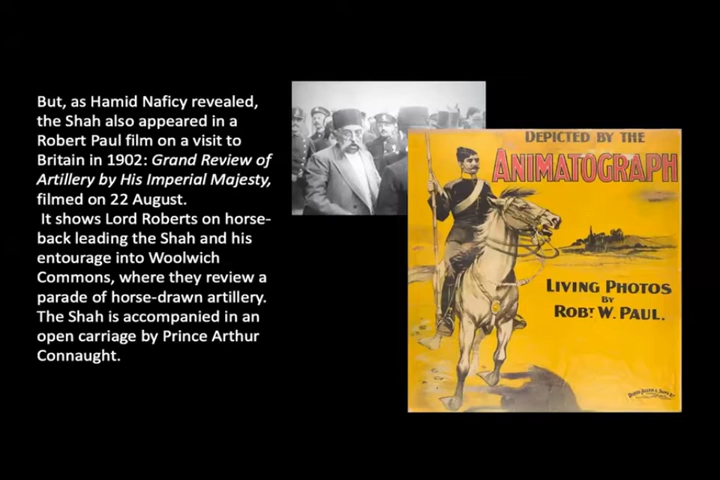 But, as Hamid Naficy revealed,
the Shah also appeared in a
Robert Paul film on a visit to
Britain in 1902: Grand Review of
Artillery by His Imperial Majesty,
filmed on 22 August.
It shows Lord Roberts on horse-
back leading the Shah and his
entourage into Woolwich
Commons, where they review a
parade of horse-drawn artillery.
The Shah is accompanied in an
open carriage by Prince Arthur
Connaught.
DEPICTED BY THE
ANIMATOGRAPH
LIVING PHOTOS
BY
ROBT. W. PAUL.